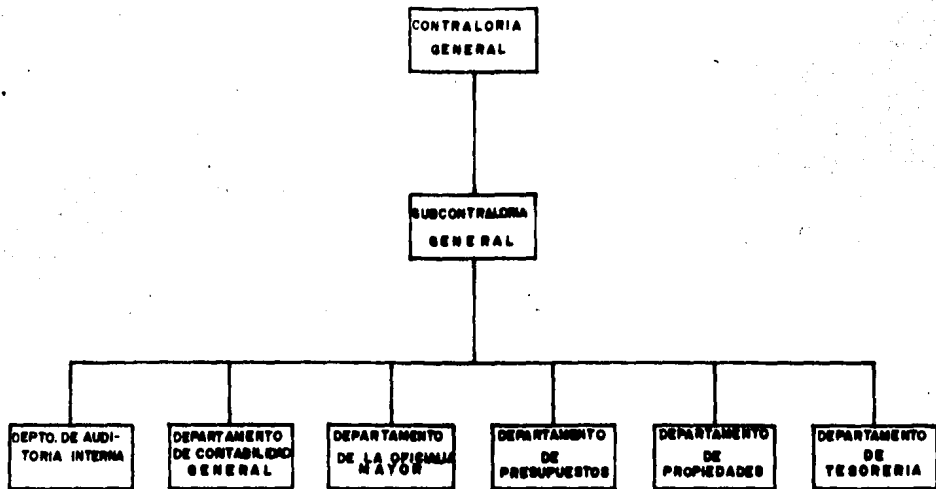 CONTRALORIA
GENERAL
SUBCONTRALORIA
GENERAL
DEPTO. DE AUDI-
TORIA INTERNA
DEPARTAMENTO
DE CONTABILIDAD
GENERAL
DEPARTAMENTO
DE LA OFICIALIA
MAYOR
DEPARTAMENTO
DE
PRESUPUESTOS
DEPARTAMENTO
DE
PROPIEDADES
DEPARTAMENTO
DE
TESORERIA